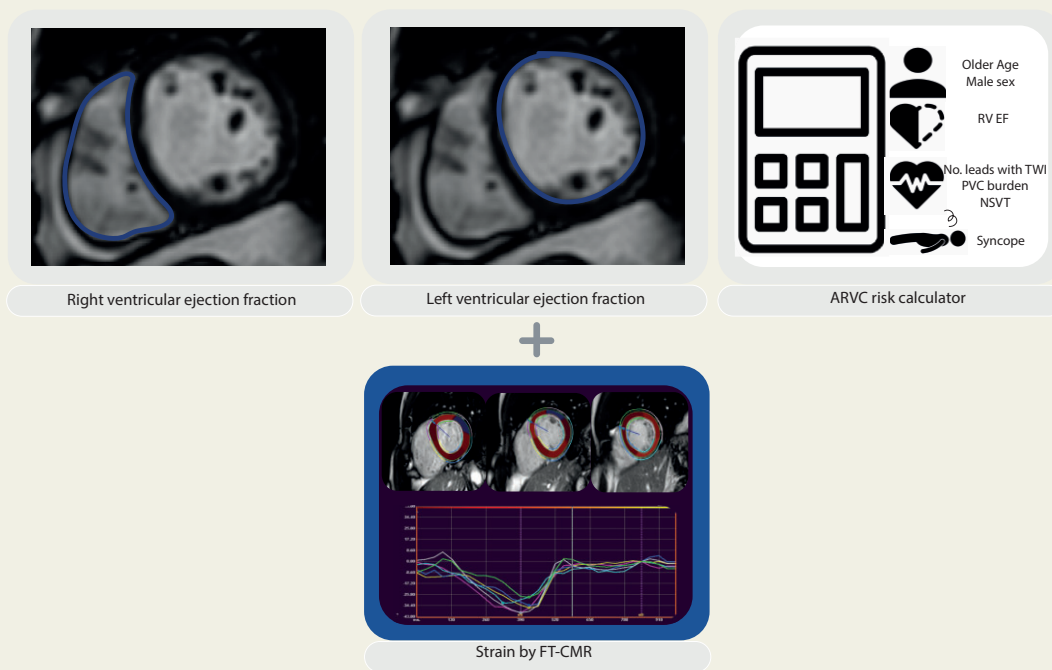 Older Age
Male sex
RV EF
No. leads with TWI
PVC burden
NSVT
Syncope
Right ventricular ejection fraction
Left ventricular ejection fraction
ARVC risk calculator
+
Strain by FT-CMR